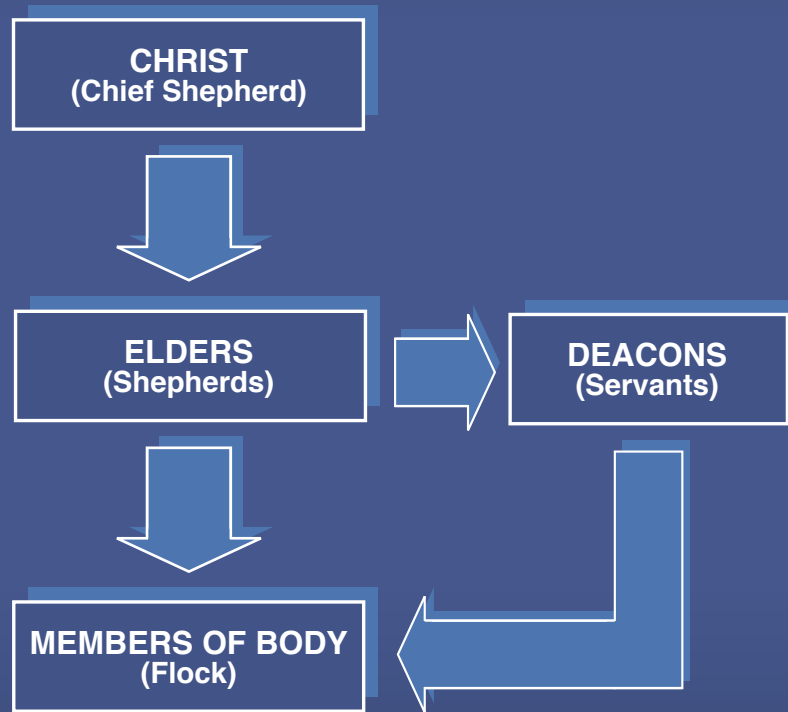 CHRIST
(Chief Shepherd)
ELDERS
(Shepherds)
DEACONS
(Servants)
MEMBERS OF BODY
(Flock)